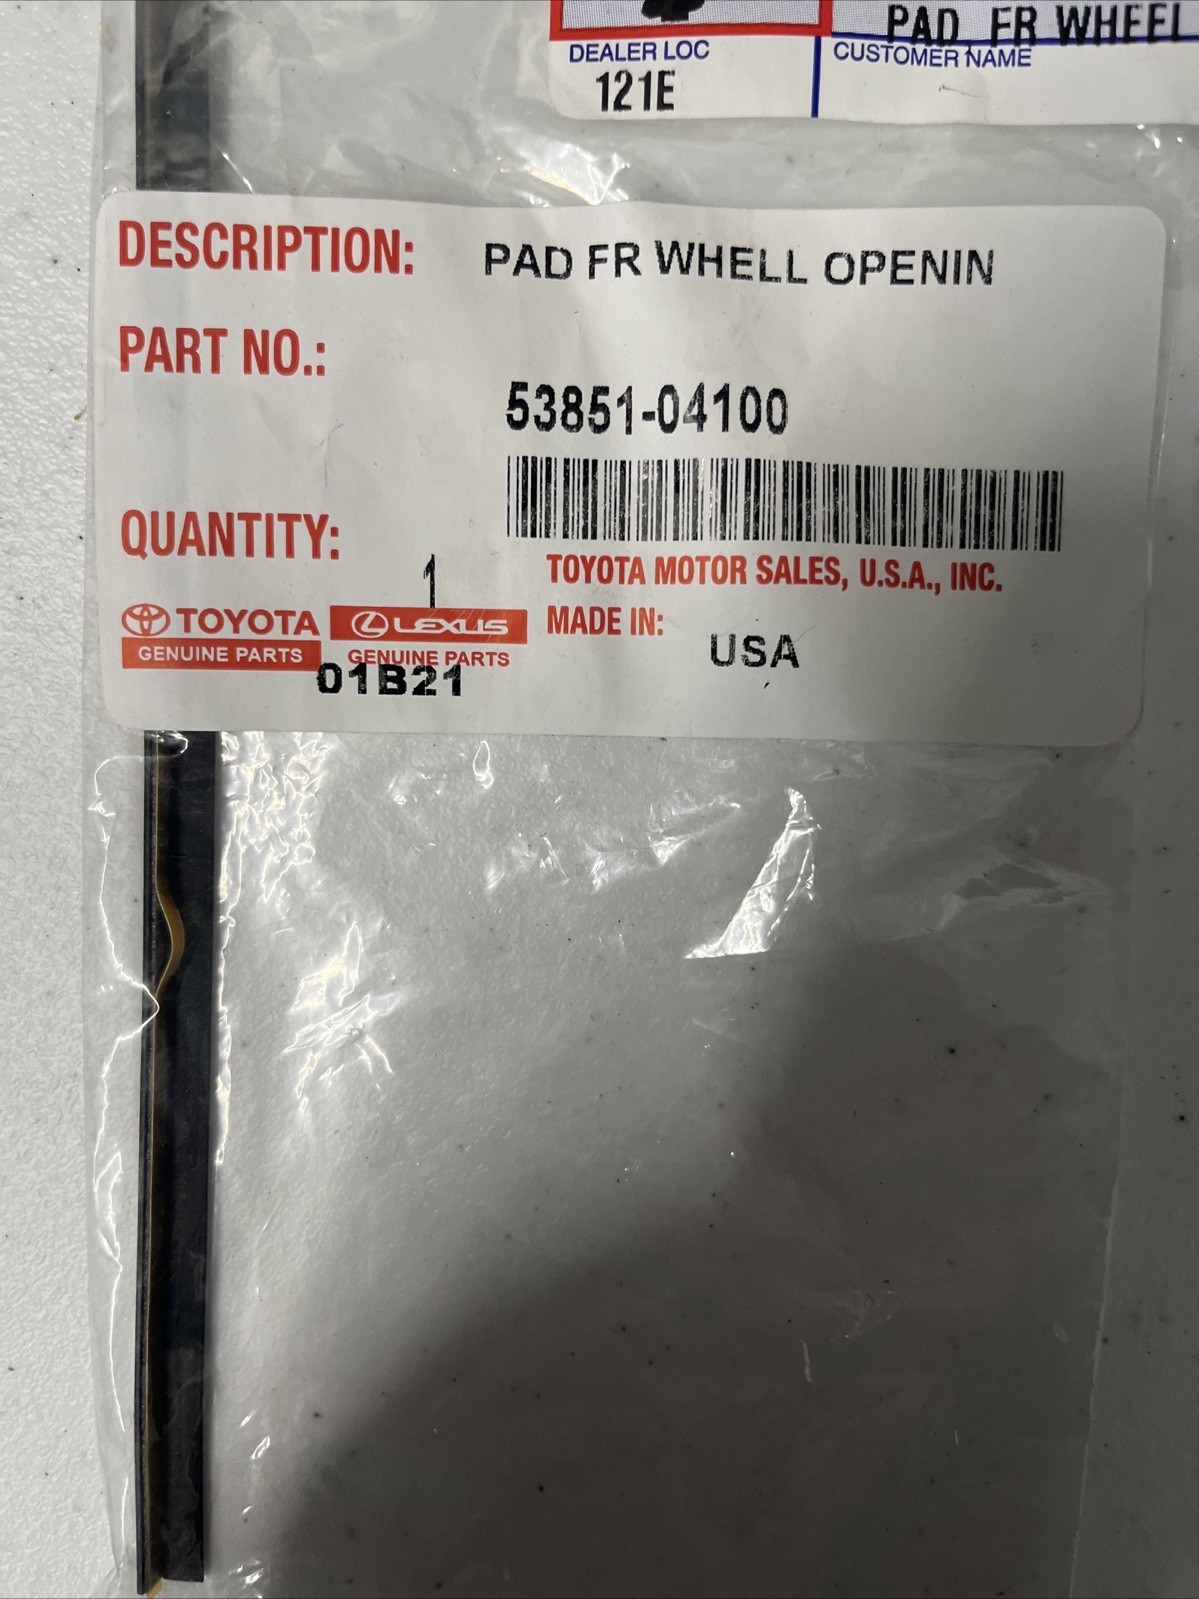 PAD, FR WHEEL
DEALER LOC
CUSTOMER NAME
121E
DESCRIPTION: PAD FR WHELL OPENIN
PART NO.:
53851-04100
QUANTITY:
1
TOYOTA MOTOR SALES, U.S.A., INC.
TOYOTA
LEXUS
MADE IN:
GENUINE PARTS
GENUINE PARTS
USA
01B21